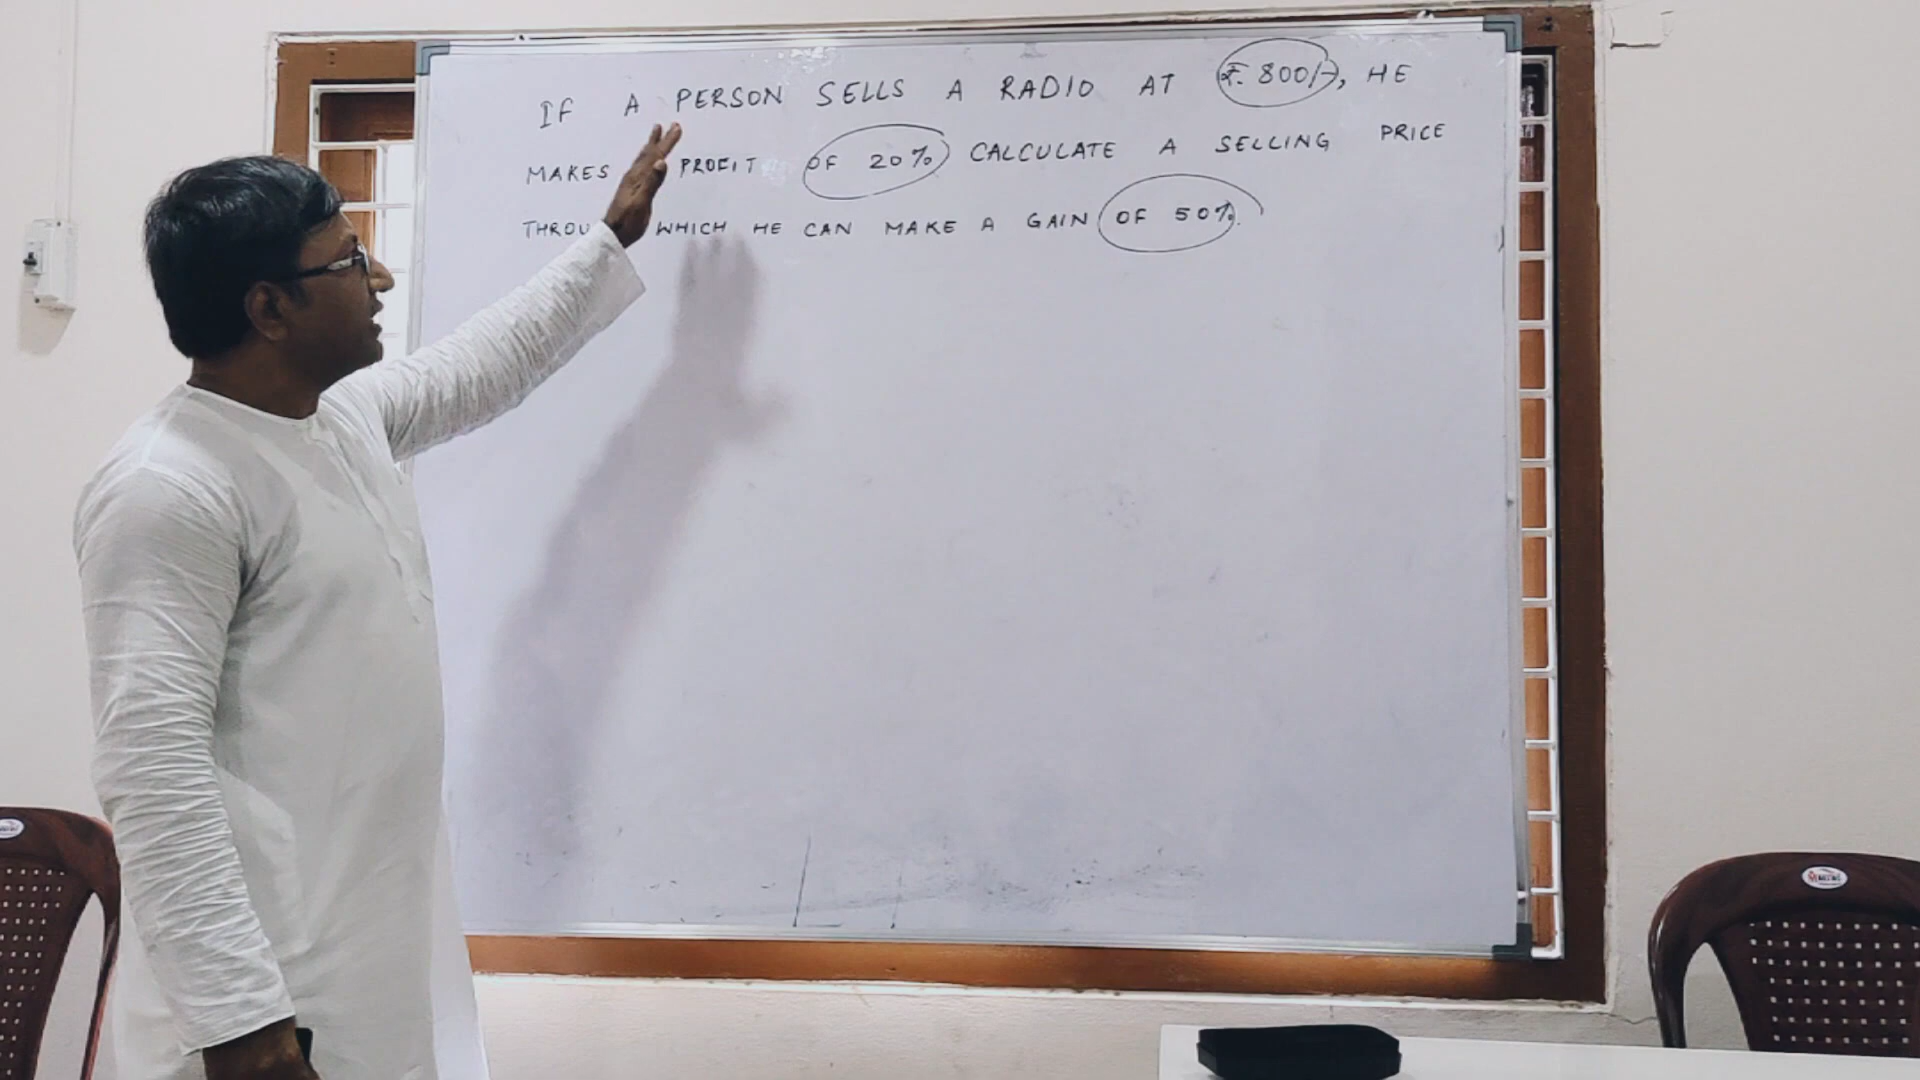 IF A PERSON SELLS A RADIO AT ₹. 800/-, HE
MAKES PROFIT OF 20% CALCULATE A SELLING PRICE
WHICH HE CAN MAKE A GAIN OF 50%.